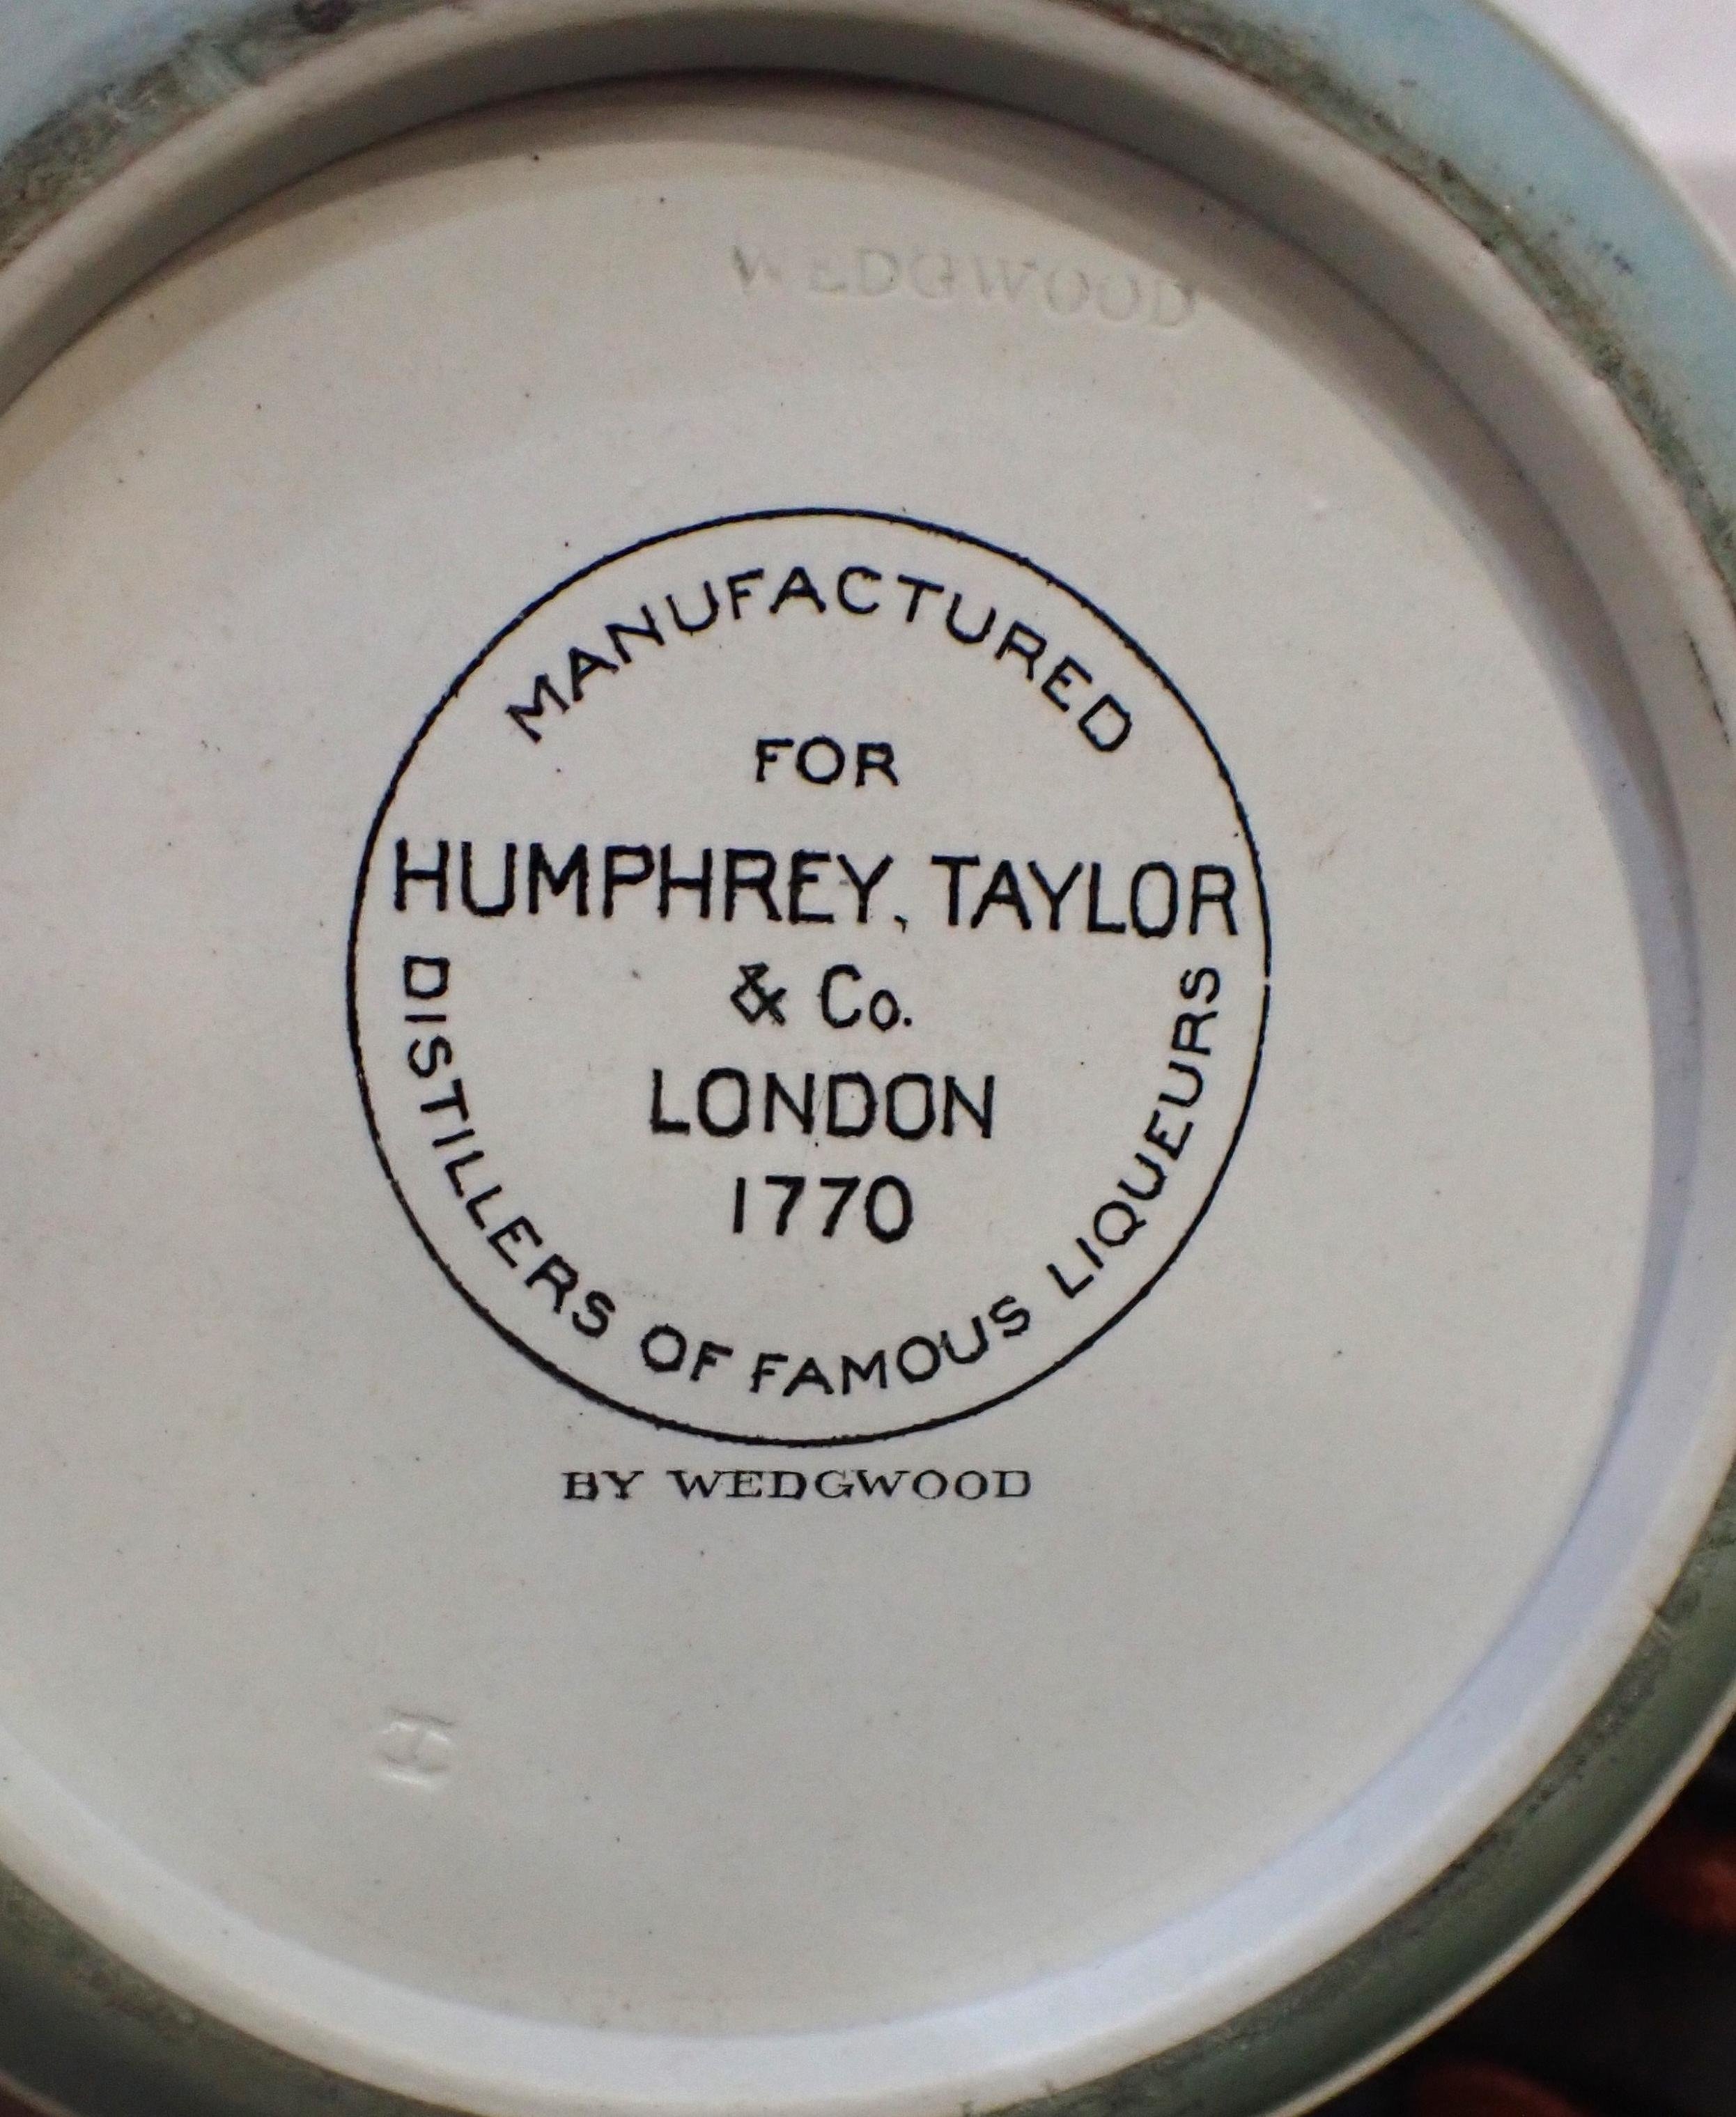 WEDGWOOD
MANUFACTURED
FOR
HUMPHREY, TAYLOR
& Co.
LONDON
1770
DISTILLERS OF FAMOUS LIQUEURS
BY WEDGWOOD
H